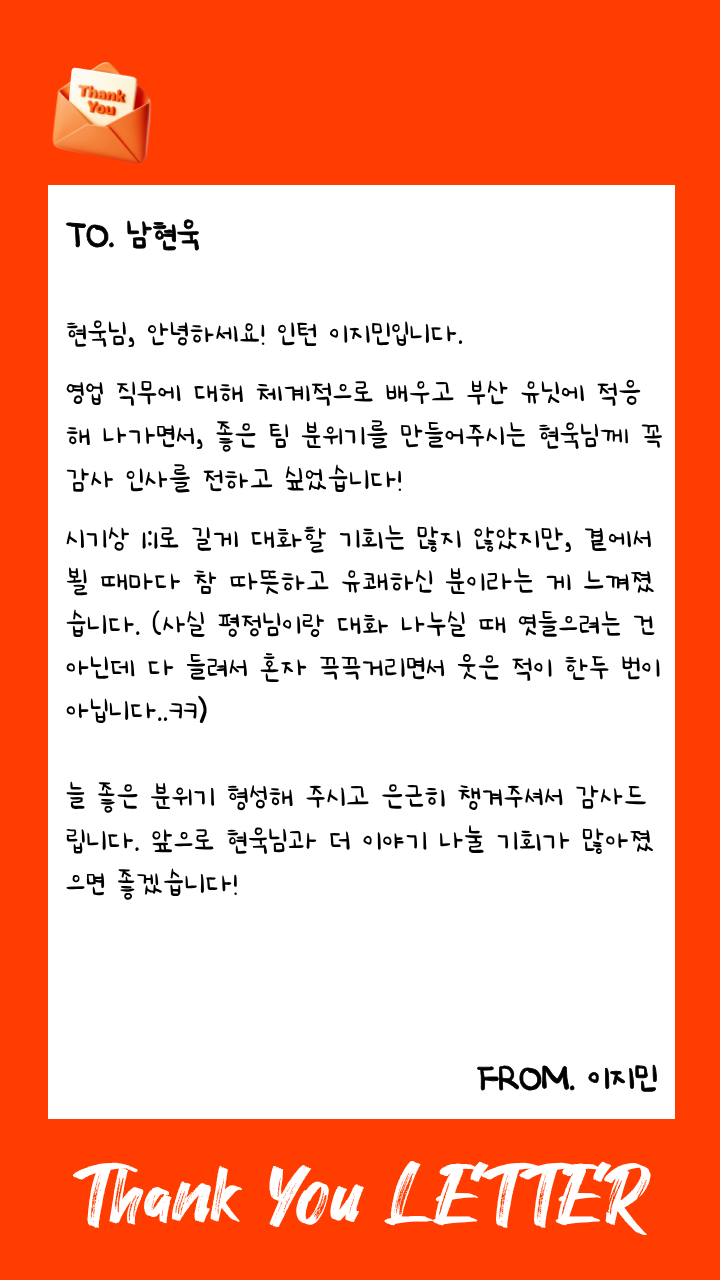 Thank
You
TO. 남현욱
현욱님, 안녕하세요! 인턴 이지민입니다.
영업 직무에 대해 체계적으로 배우고 부산 유닛에 적응
해 나가면서, 좋은 팀 분위기를 만들어주시는 현욱님께 꼭
감사 인사를 전하고 싶었습니다!
시기상 1:1로 길게 대화할 기회는 많지 않았지만, 곁에서
뵐 때마다 참 따뜻하고 유쾌하신 분이라는 게 느껴졌
습니다. (사실 평정님이랑 대화 나누실 때 엿들으려는 건
아닌데 다 들려서 혼자 끅끅거리면서 웃은 적이 한두 번이
아닙니다..ㅋㅋ)
늘 좋은 분위기 형성해 주시고 은근히 챙겨주셔서 감사드
립니다. 앞으로 현욱님과 더 이야기 나눌 기회가 많아졌
으면 좋겠습니다!
FROM. 이지민
Thank You LETTER